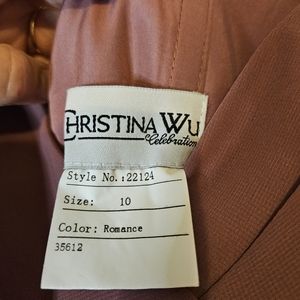 CHRISTINA WU
Celebration
Style No.:22124
Size: 10
Color: Romance
35612